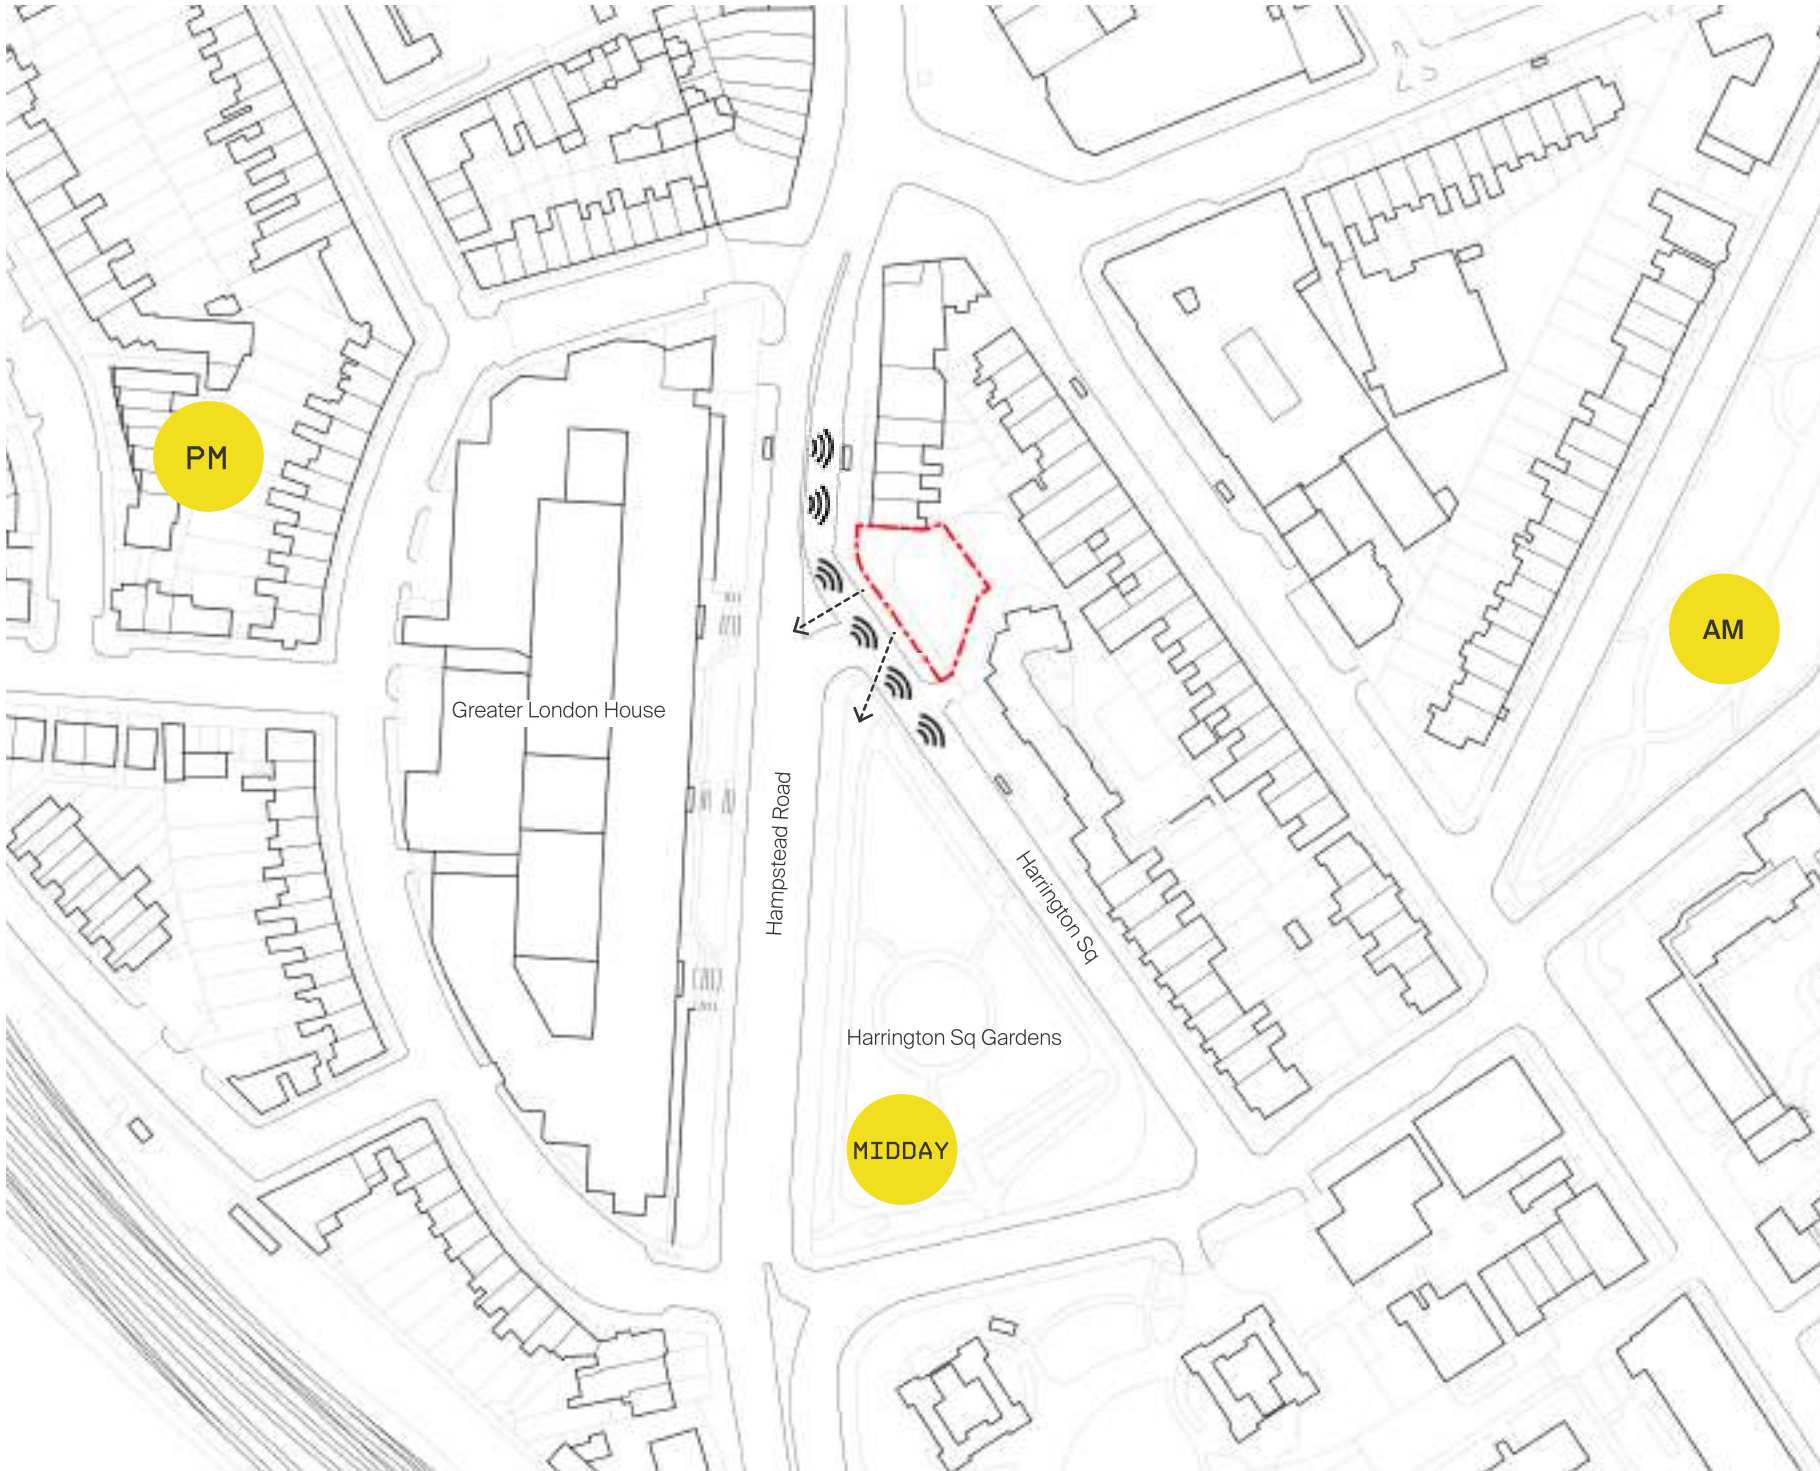 PM
AM
Greater London House
Hampstead Road
Harrington Sq
Harrington Sq Gardens
MIDDAY